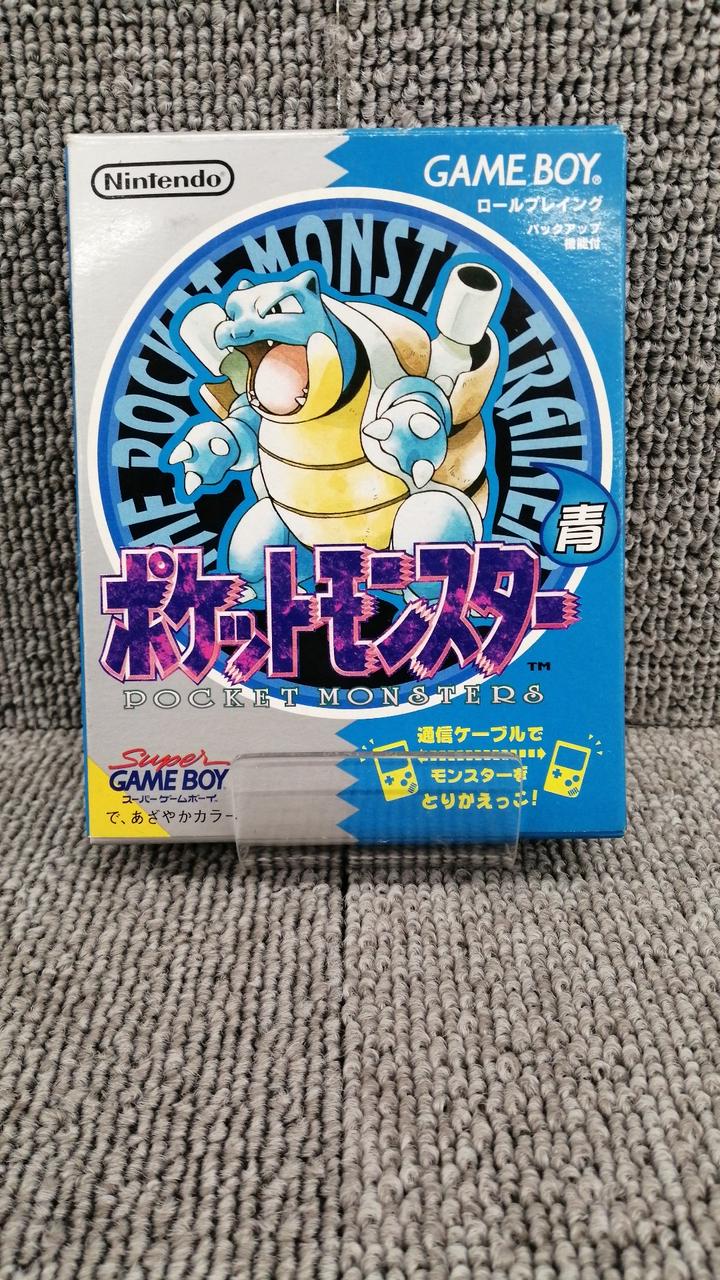 Nintendo
GAME BOY®
ロールプレイング
バックアップ
機能付
POCKET MONST
青
ポケットモンスター
™
POCKET MONSTERS
Super
GAME BOY
スーパーゲームボーイ™
で、あざやかカラー
通信ケーブルで
モンスターを
とりかえっこ!